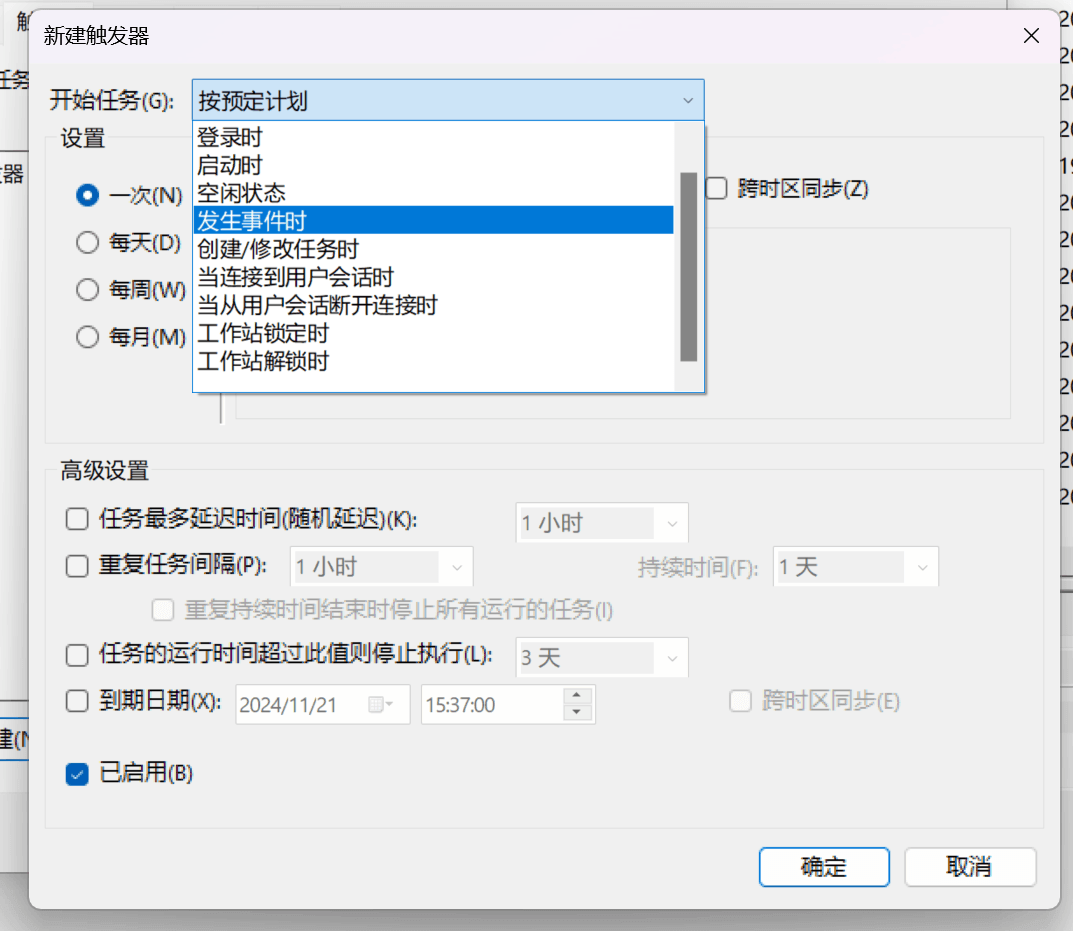 新建触发器
开始任务(G): 按预定计划
登录时
启动时
空闲状态
发生事件时
创建/修改任务时
当连接到用户会话时
当从用户会话断开连接时
工作站锁定时
工作站解锁时
设置
一次(N)
每天(D)
每周(W)
每月(M)
跨时区同步(Z)
高级设置
任务最多延迟时间(随机延迟)(K): 1 小时
重复任务间隔(P): 1 小时 持续时间(F): 1 天
重复持续时间结束时停止所有运行的任务(I)
任务的运行时间超过此值则停止执行(L): 3 天
到期日期(X): 2024/11/21 15:37:00 跨时区同步(E)
已启用(B)
确定 取消